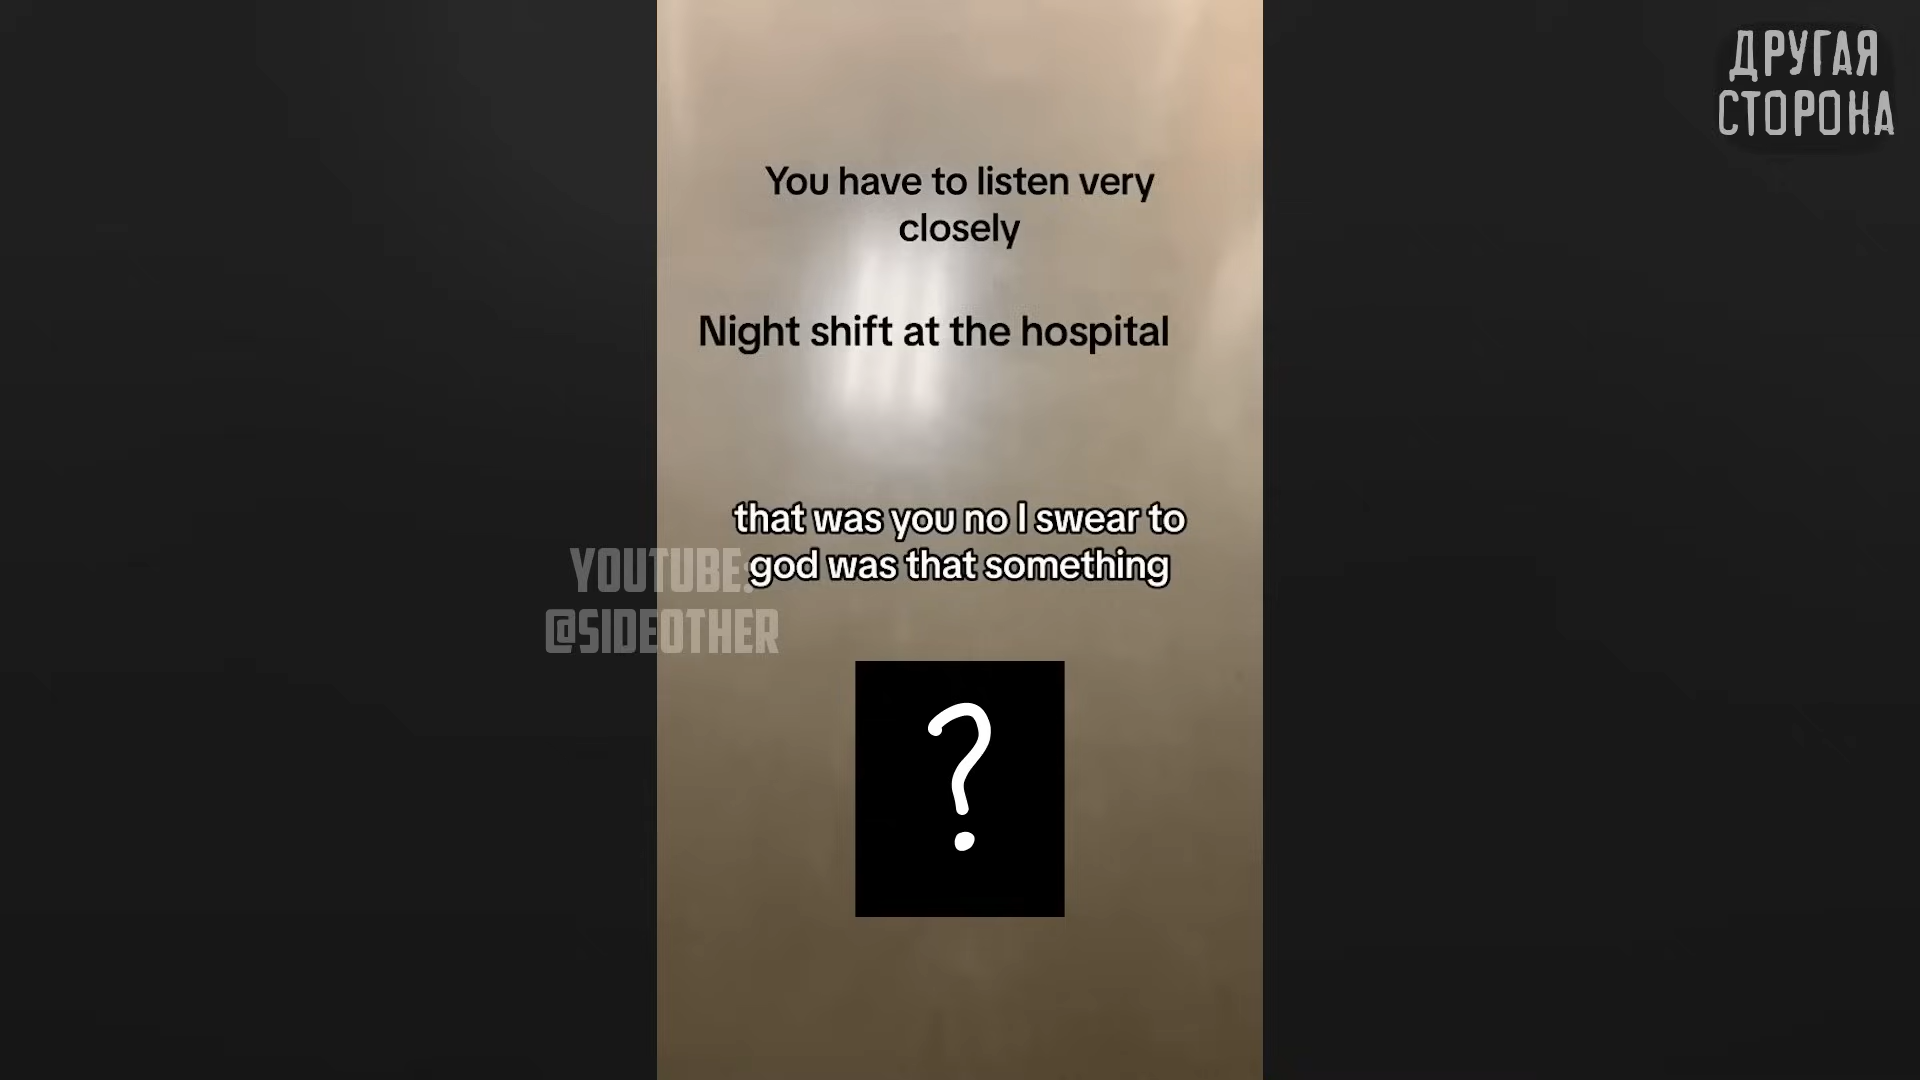 ДРУГАЯ
СТОРОНА
You have to listen very
closely
Night shift at the hospital
that was you no I swear to
god was that something
YOUTUBE:
@SIDEOTHER
?